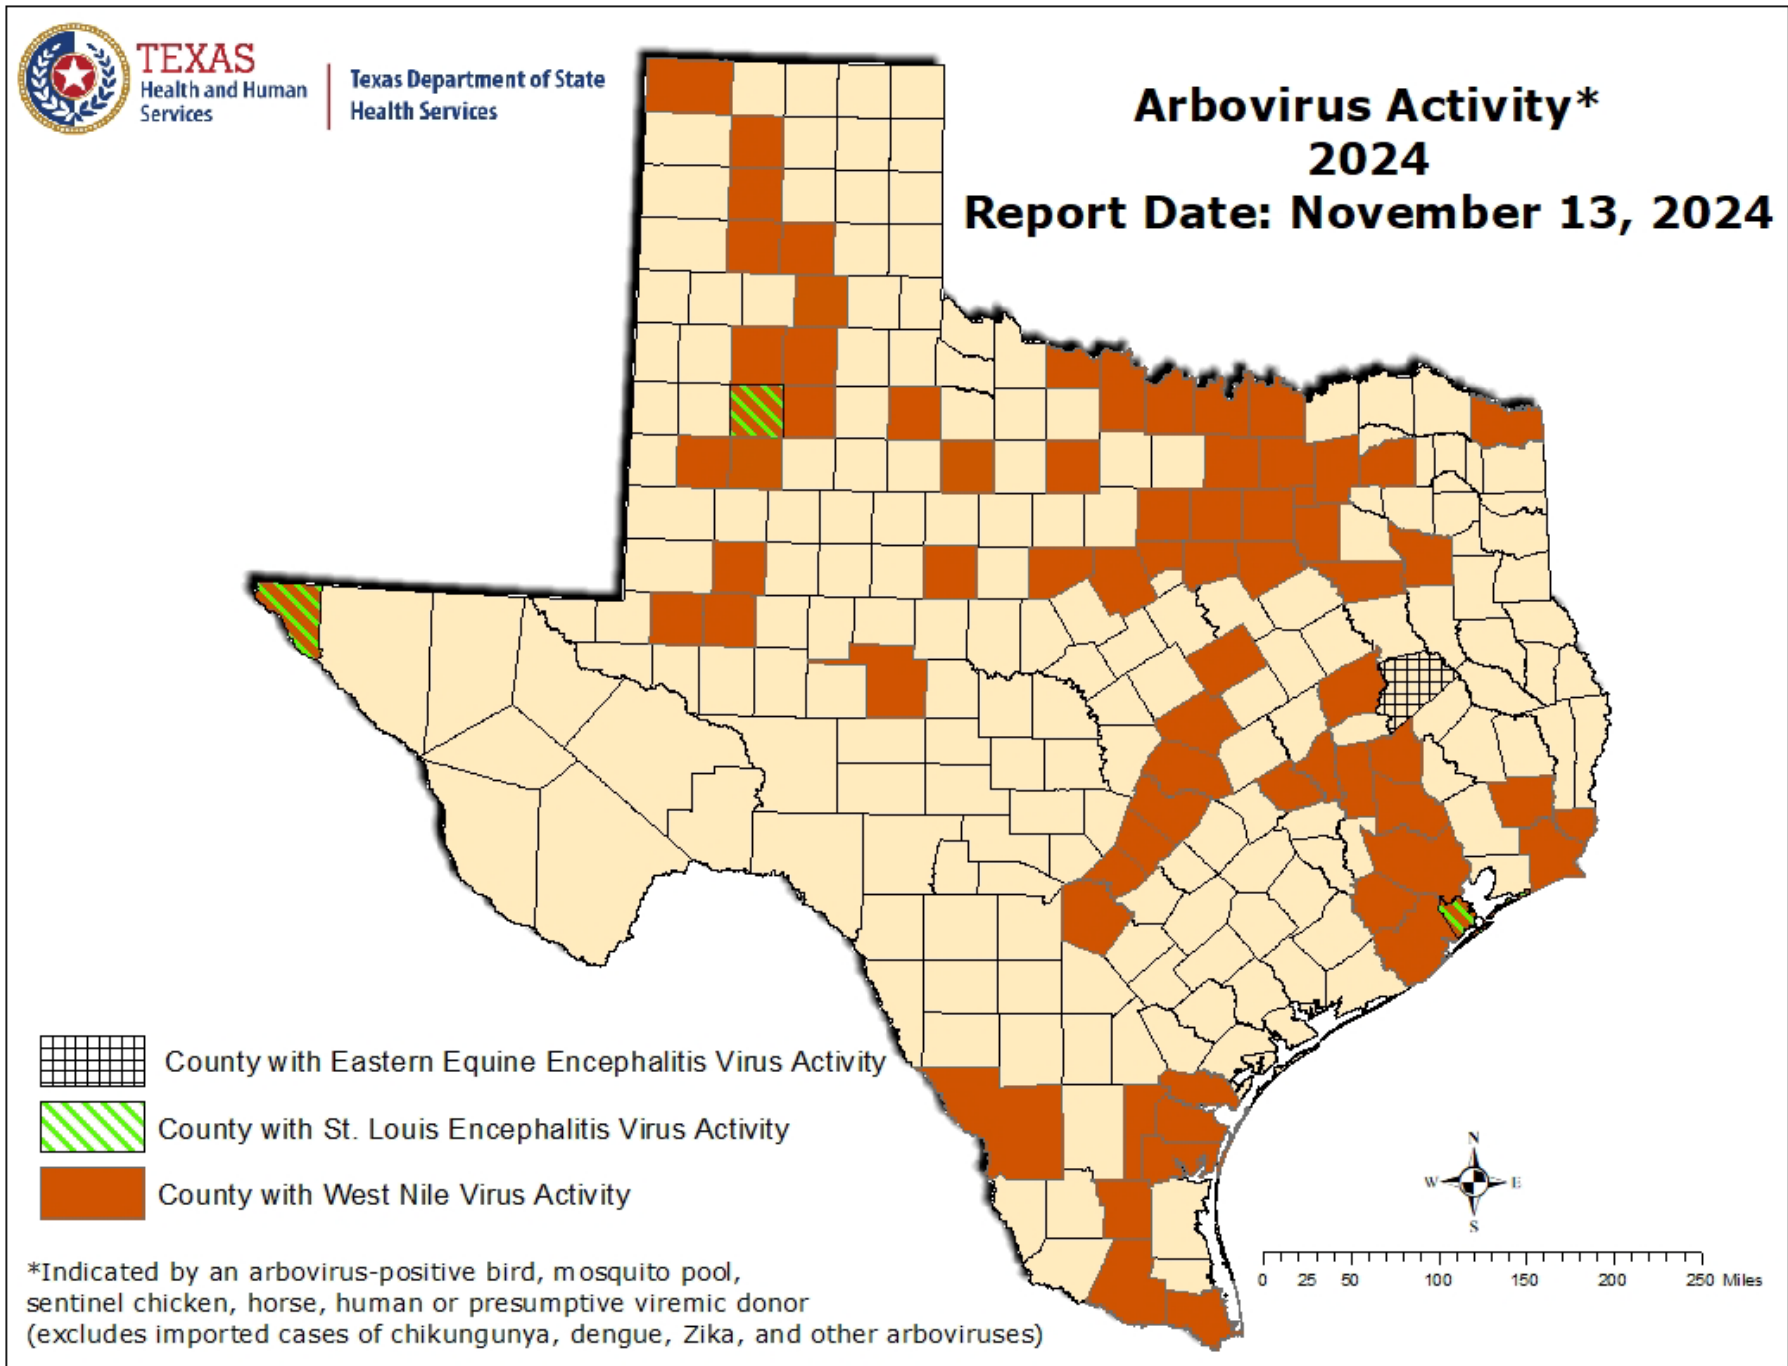 TEXAS
Health and Human
Services
Texas Department of State
Health Services
Arbovirus Activity*
2024
Report Date: November 13, 2024
County with Eastern Equine Encephalitis Virus Activity
County with St. Louis Encephalitis Virus Activity
County with West Nile Virus Activity
*Indicated by an arbovirus-positive bird, mosquito pool,
sentinel chicken, horse, human or presumptive viremic donor
(excludes imported cases of chikungunya, dengue, Zika, and other arboviruses)
N
W E
S
0 25 50 100 150 200 250 Miles